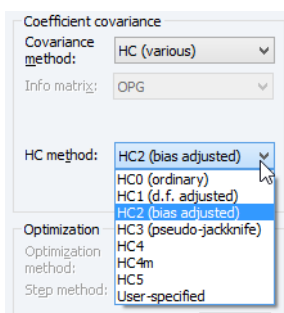 Coefficient covariance
Covariance method: HC (various)
Info matrix: OPG
HC method: HC2 (bias adjusted)
HC0 (ordinary)
HC1 (d.f. adjusted)
HC2 (bias adjusted)
HC3 (pseudo-jackknife)
HC4
HC4m
HC5
User-specified
Optimization
Optimization method:
Step method: